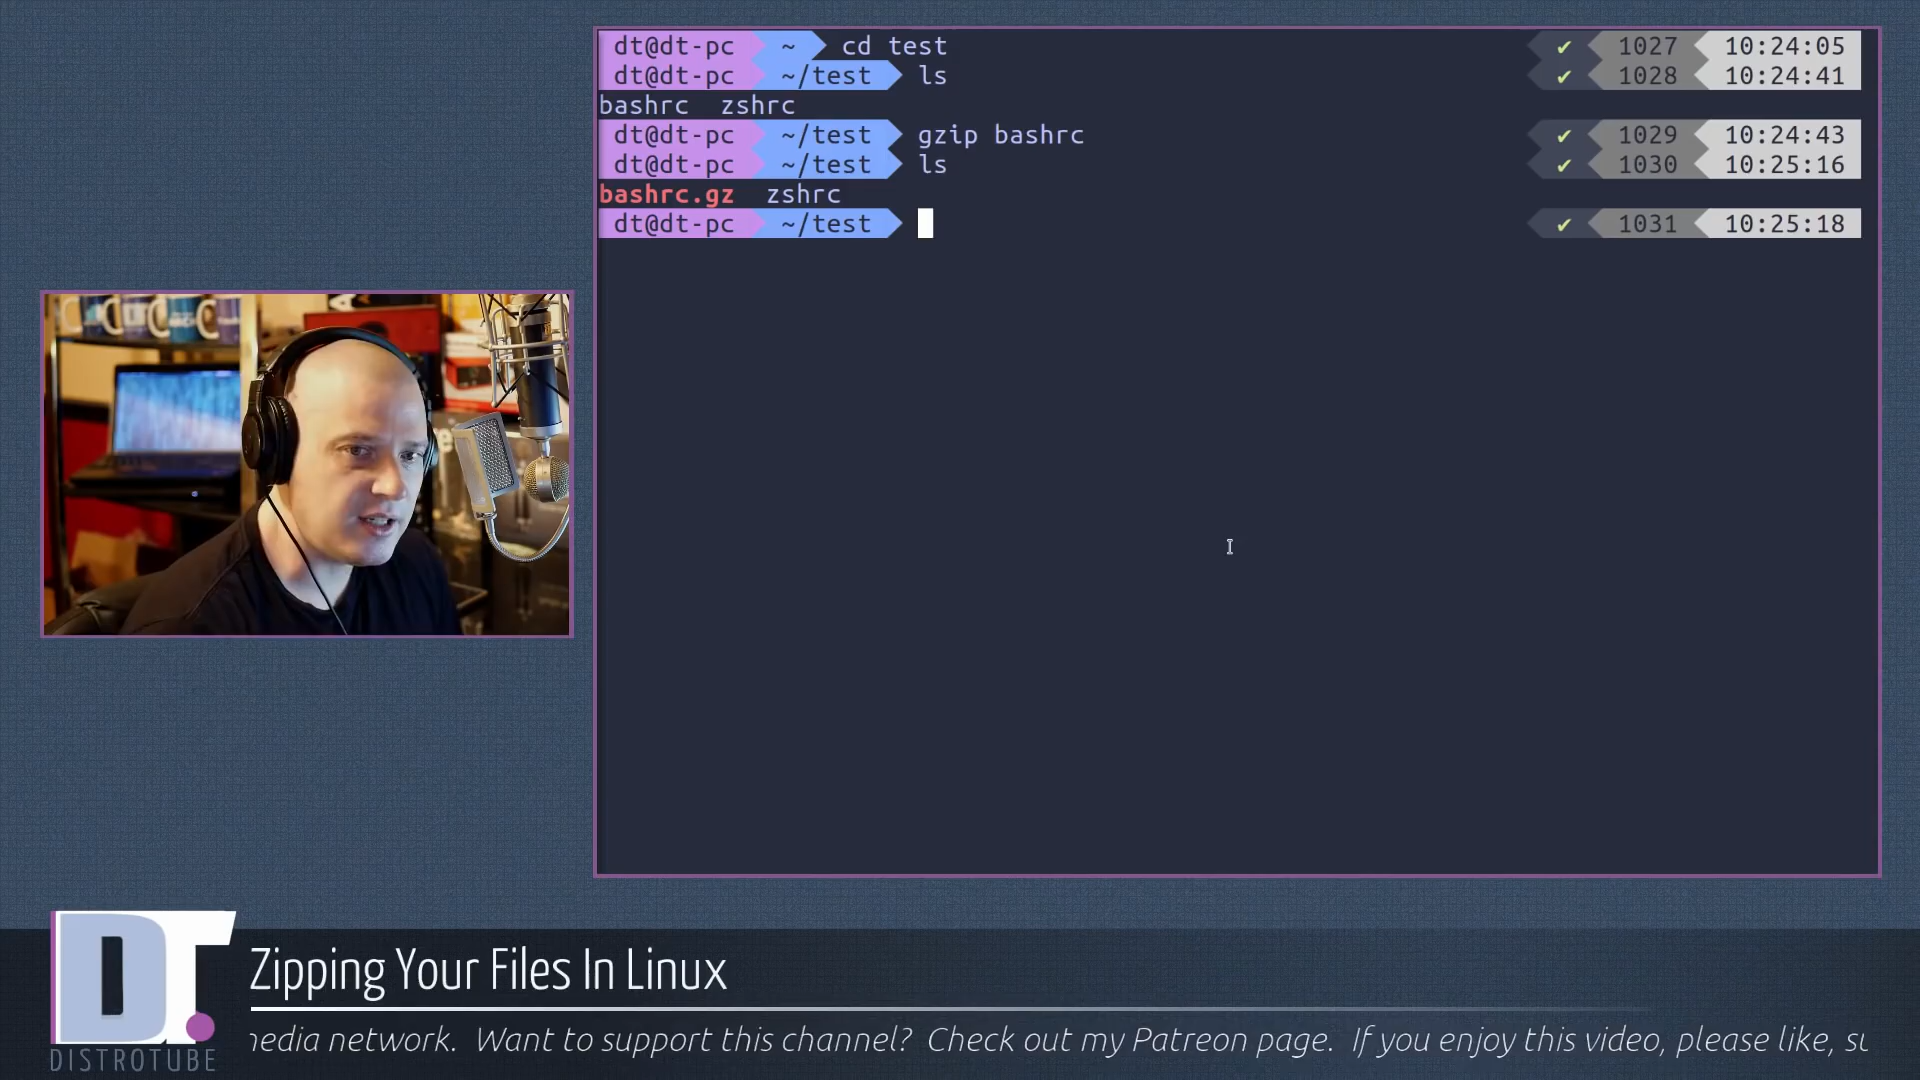 dt@dt-pc ~ cd test ✔ 1027 10:24:05
dt@dt-pc ~/test ls ✔ 1028 10:24:41
bashrc zshrc
dt@dt-pc ~/test gzip bashrc ✔ 1029 10:24:43
dt@dt-pc ~/test ls ✔ 1030 10:25:16
bashrc.gz zshrc
dt@dt-pc ~/test ✔ 1031 10:25:18
DT.
DISTROTUBE
Zipping Your Files In Linux
network. Want to support this channel? Check out my Patreon page. If you enjoy this video, please like,